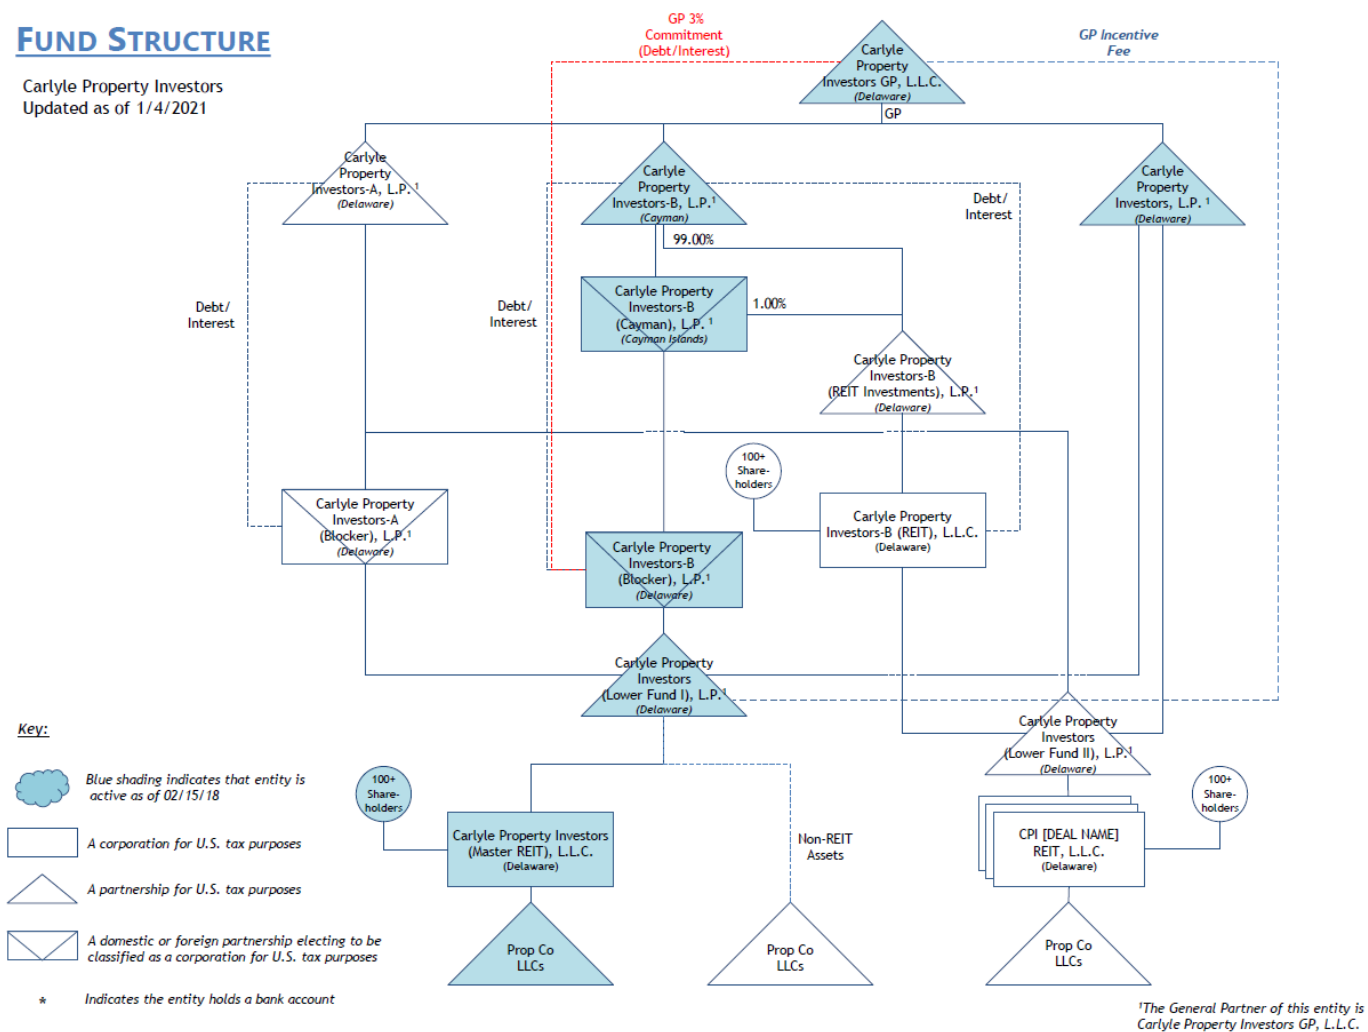 FUND STRUCTURE
Carlyle Property Investors
Updated as of 1/4/2021
GP 3%
Commitment
(Debt/Interest)
Carlyle
Property
Investors GP, L.L.C.
(Delaware)
GP
GP Incentive
Fee
Carlyle
Property
Investors-A, L.P. ¹
(Delaware)
Carlyle
Property
Investors-B, L.P.¹
(Cayman)
Carlyle
Property
Investors, L.P. ¹
(Delaware)
Debt/
Interest
99.00%
Carlyle Property
Investors-B
(Cayman), L.P. ¹
(Cayman Islands)
1.00%
Debt/
Interest
Debt/
Interest
Carlyle Property
Investors-B
(REIT Investments), L.P.¹
(Delaware)
100+
Share-
holders
Carlyle Property
Investors-A
(Blocker), L.P.¹
(Delaware)
Carlyle Property
Investors-B (REIT), L.L.C.
(Delaware)
Carlyle Property
Investors-B
(Blocker), L.P.¹
(Delaware)
Carlyle Property
Investors
(Lower Fund I), L.P.¹
(Delaware)
Carlyle Property
Investors
(Lower Fund II), L.P.¹
(Delaware)
100+
Share-
holders
Carlyle Property Investors
(Master REIT), L.L.C.
(Delaware)
Non-REIT
Assets
CPI [DEAL NAME]
REIT, L.L.C.
(Delaware)
100+
Share-
holders
Prop Co
LLCs
Prop Co
LLCs
Prop Co
LLCs
Key:
Blue shading indicates that entity is
active as of 02/15/18
A corporation for U.S. tax purposes
A partnership for U.S. tax purposes
A domestic or foreign partnership electing to be
classified as a corporation for U.S. tax purposes
* Indicates the entity holds a bank account
¹The General Partner of this entity is
Carlyle Property Investors GP, L.L.C.